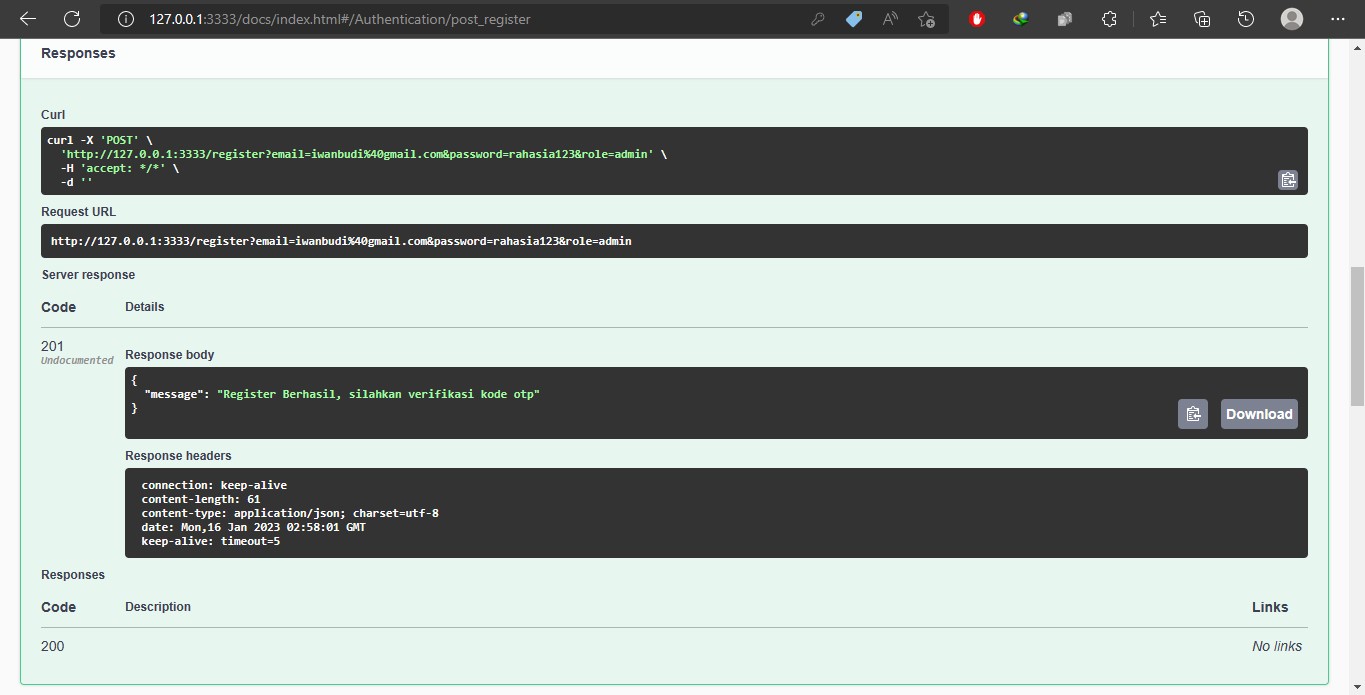 127.0.0.1:3333/docs/index.html#/Authentication/post_register
Responses
Curl
curl -X 'POST' \
'http://127.0.0.1:3333/register?email=iwanbudi%40gmail.com&password=rahasia123&role=admin' \
-H 'accept: */*' \
-d ''
Request URL
http://127.0.0.1:3333/register?email=iwanbudi%40gmail.com&password=rahasia123&role=admin
Server response
Code Details
201
Undocumented
Response body
{
"message": "Register Berhasil, silahkan verifikasi kode otp"
}
Download
Response headers
connection: keep-alive
content-length: 61
content-type: application/json; charset=utf-8
date: Mon,16 Jan 2023 02:58:01 GMT
keep-alive: timeout=5
Responses
Code Description Links
200 No links